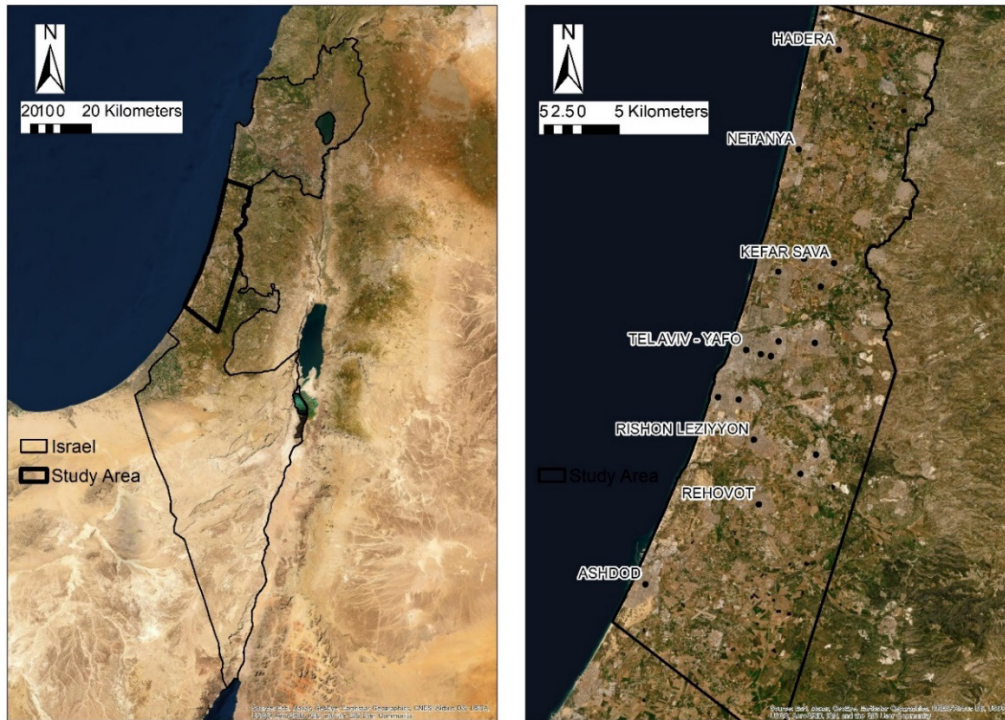 N
20100 20 Kilometers
Israel
Study Area
N
52.50 5 Kilometers
HADERA
NETANYA
KEFAR SAVA
TELAVIV - YAFO
RISHON LEZIYYON
REHOVOT
ASHDOD
Study Area